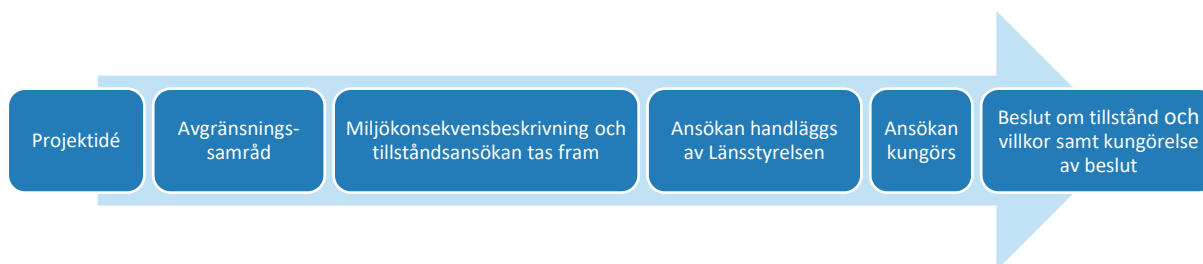 Projektidé
Avgränsnings-
samråd
Miljökonsekvensbeskrivning och
tillståndsansökan tas fram
Ansökan handläggs
av Länsstyrelsen
Ansökan
kungörs
Beslut om tillstånd och
villkor samt kungörelse
av beslut